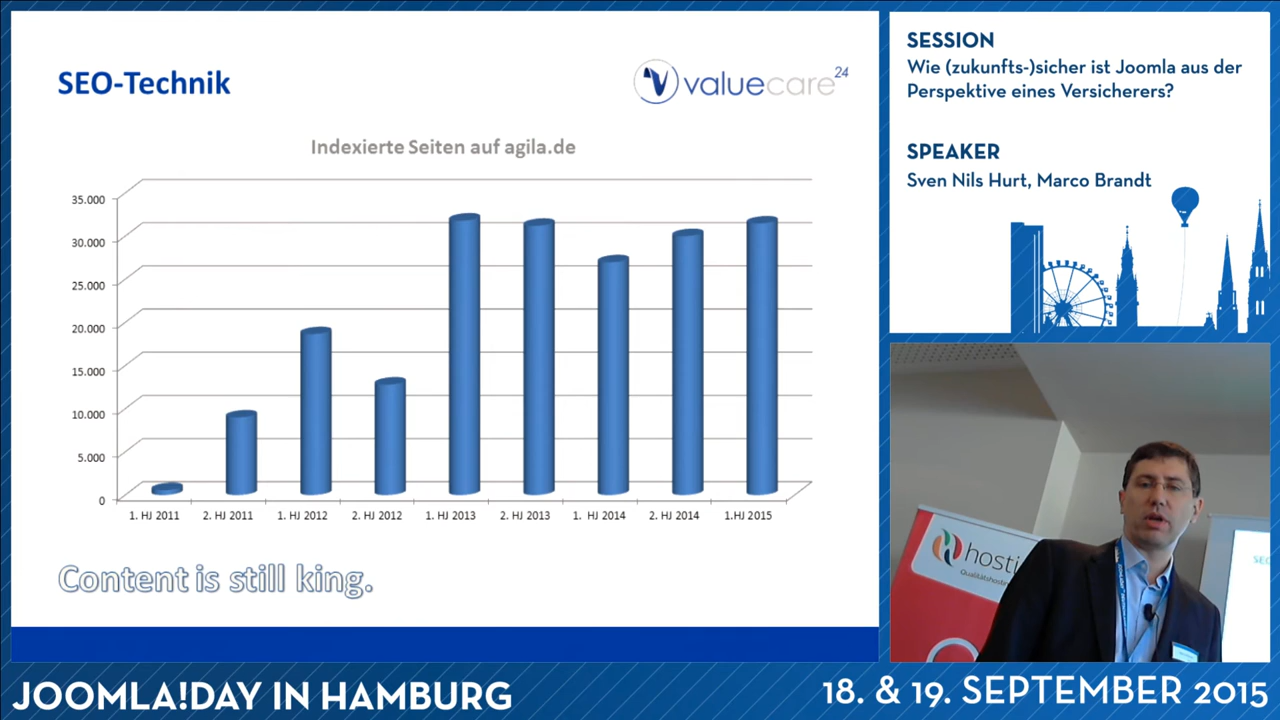 SEO-Technik
valuecare24
Indexierte Seiten auf agila.de
35.000
30.000
25.000
20.000
15.000
10.000
5.000
0
1. HJ 2011
2. HJ 2011
1. HJ 2012
2. HJ 2012
1. HJ 2013
2. HJ 2013
1. HJ 2014
2. HJ 2014
1.HJ 2015
Content is still king.
SESSION
Wie (zukunfts-)sicher ist Joomla aus der
Perspektive eines Versicherers?
SPEAKER
Sven Nils Hurt, Marco Brandt
hosti
Qualitätshostin
SEO
JOOMLA!DAY IN HAMBURG
18. & 19. SEPTEMBER 2015